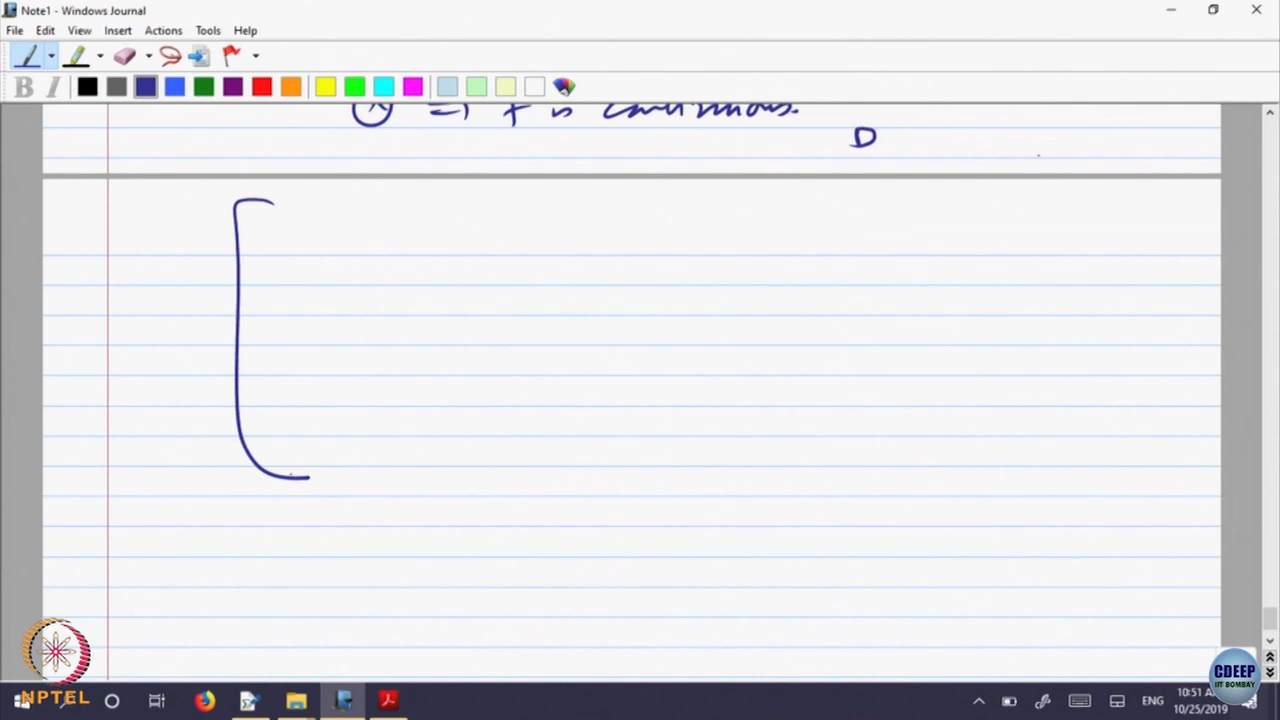 Note1 - Windows Journal
File Edit View Insert Actions Tools Help
B I
is continuous.
NPTEL
CDEEP
IIT BOMBAY
ENG
10:51 A
10/25/2019